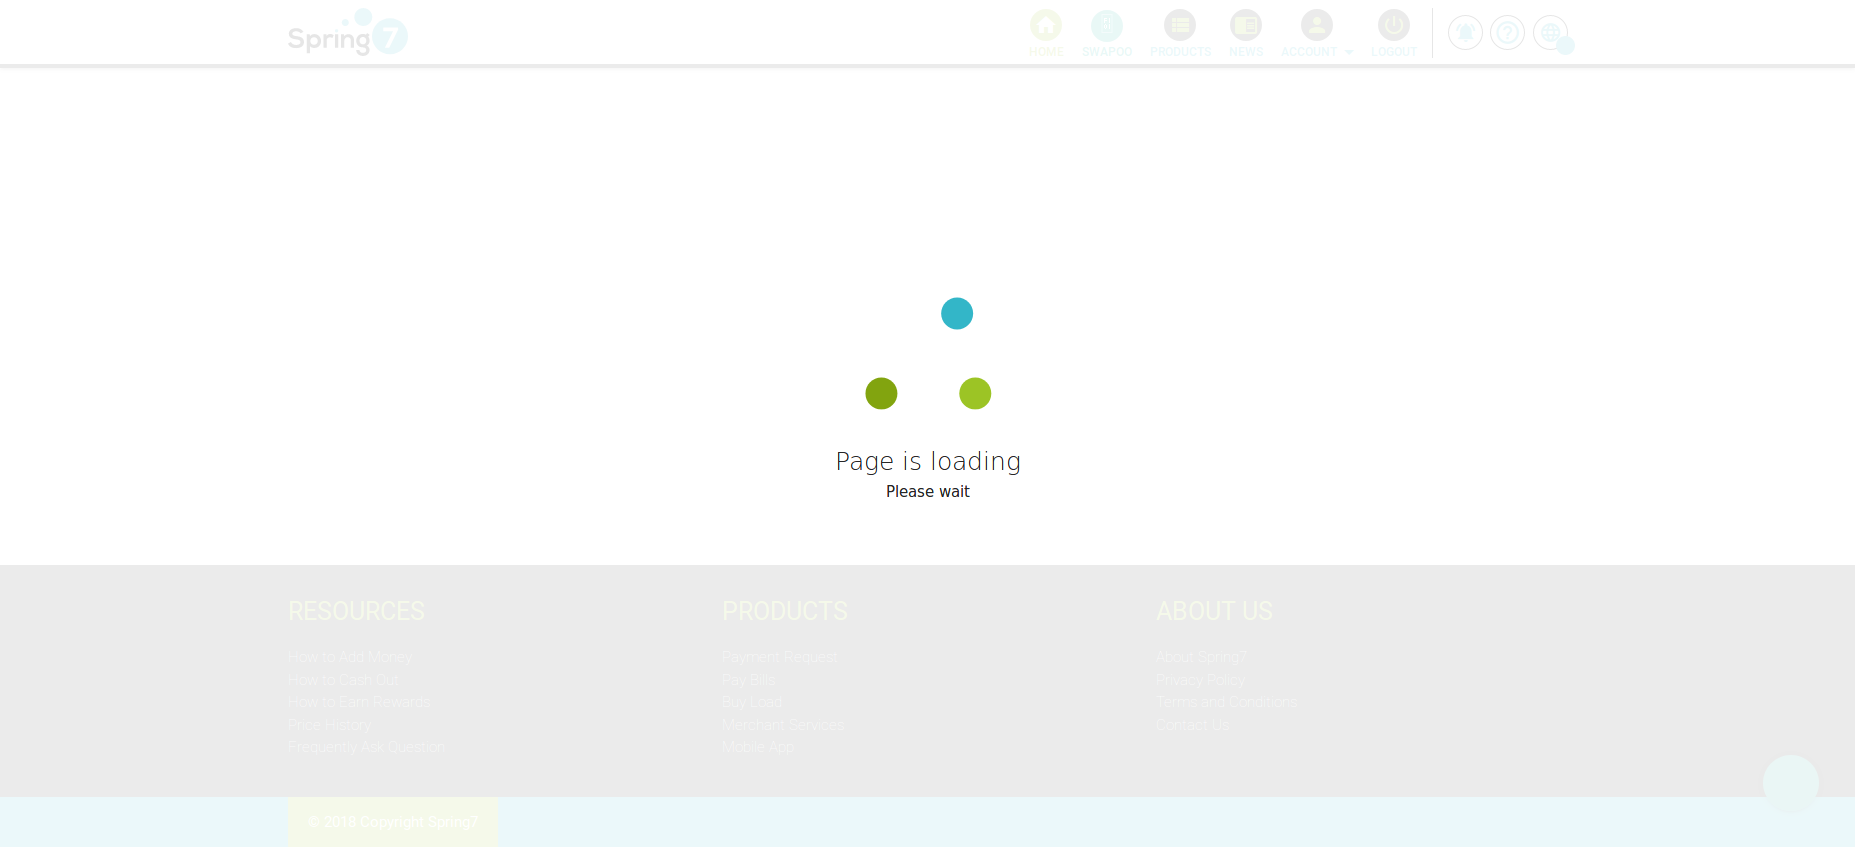 Spring7
HOME
SWAPOO
PRODUCTS
NEWS
ACCOUNT
LOGOUT
Page is loading
Please wait
RESOURCES
How to Add Money
How to Cash Out
How to Earn Rewards
Price History
Frequently Ask Question
PRODUCTS
Payment Request
Pay Bills
Buy Load
Merchant Services
Mobile App
ABOUT US
About Spring7
Privacy Policy
Terms and Conditions
Contact Us
© 2018 Copyright Spring7